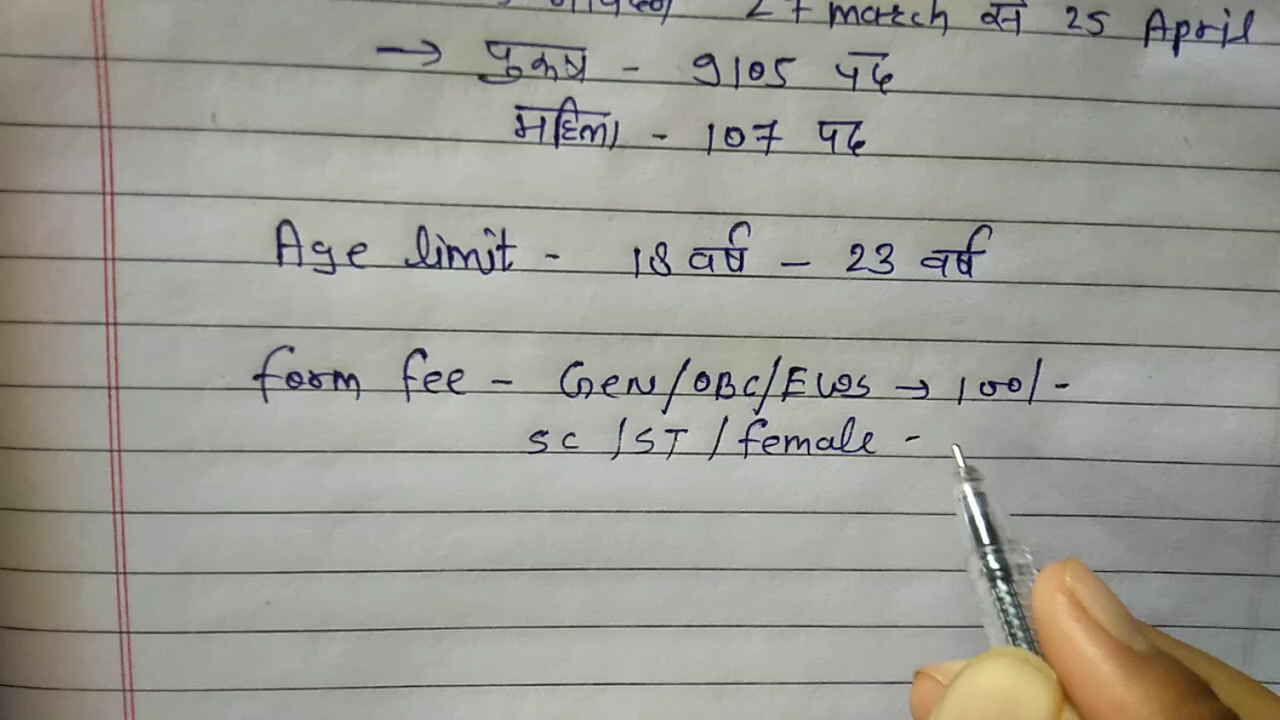 27 march से 25 April
→ पुरूष - 9105 पद
महिला - 107 पद
Age limit - 18 वर्ष - 23 वर्ष
form fee - Gen/OBC/EWS → 100/-
SC /ST / female -